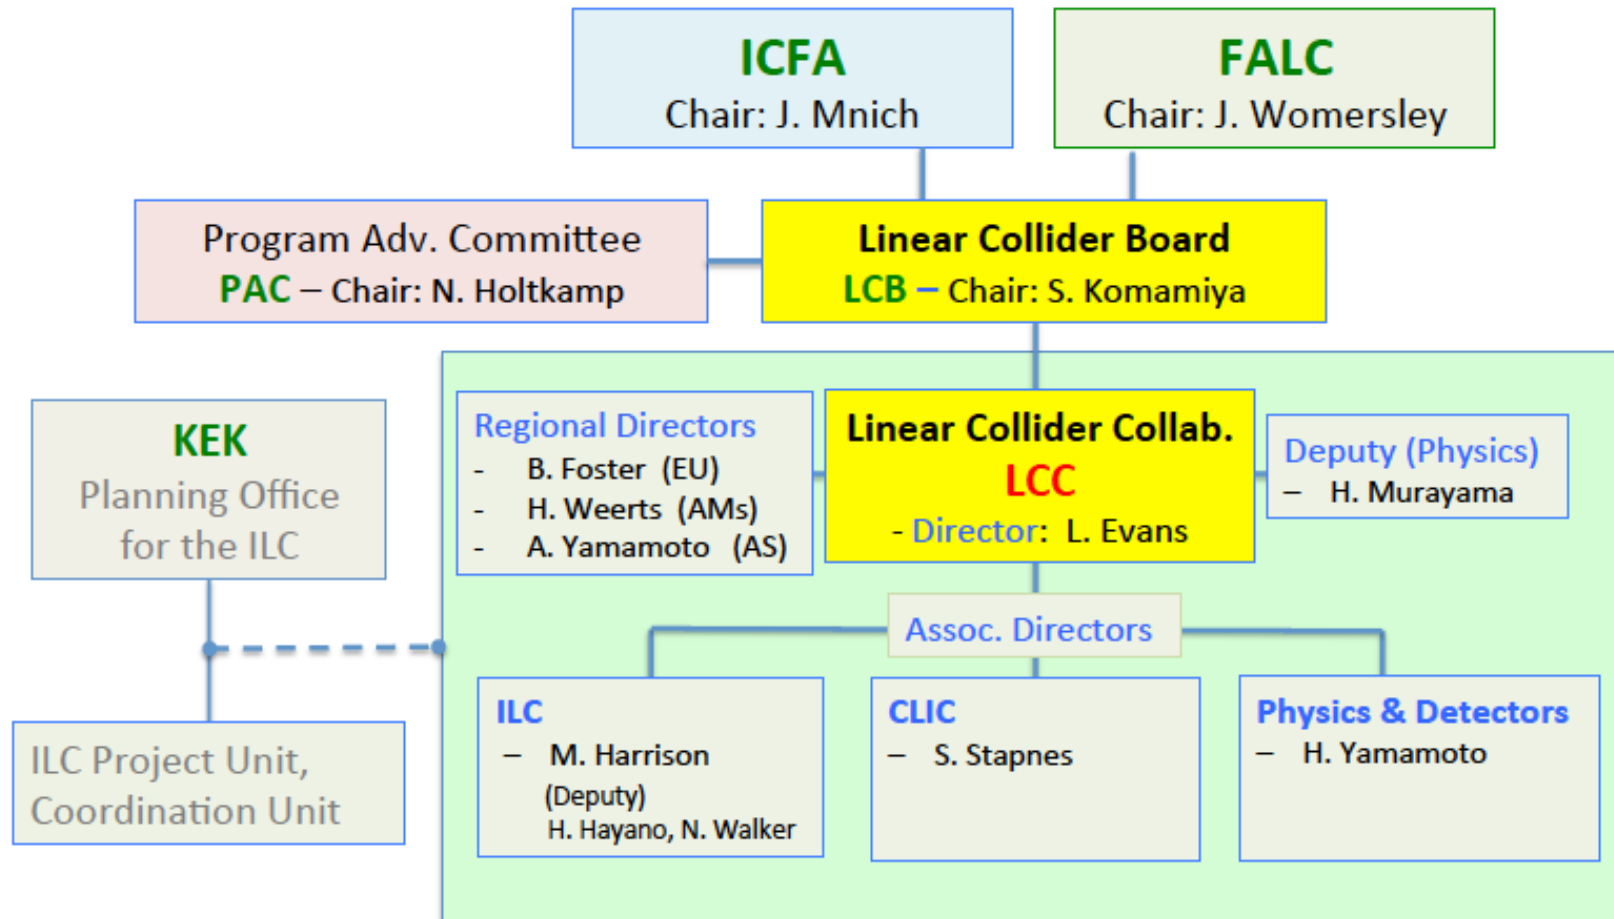 ICFA
Chair: J. Mnich
FALC
Chair: J. Womersley
Program Adv. Committee
PAC – Chair: N. Holtkamp
Linear Collider Board
LCB – Chair: S. Komamiya
KEK
Planning Office
for the ILC
Regional Directors
- B. Foster (EU)
- H. Weerts (AMs)
- A. Yamamoto (AS)
Linear Collider Collab.
LCC
- Director: L. Evans
Deputy (Physics)
– H. Murayama
Assoc. Directors
ILC Project Unit,
Coordination Unit
ILC
– M. Harrison
(Deputy)
H. Hayano, N. Walker
CLIC
– S. Stapnes
Physics & Detectors
– H. Yamamoto